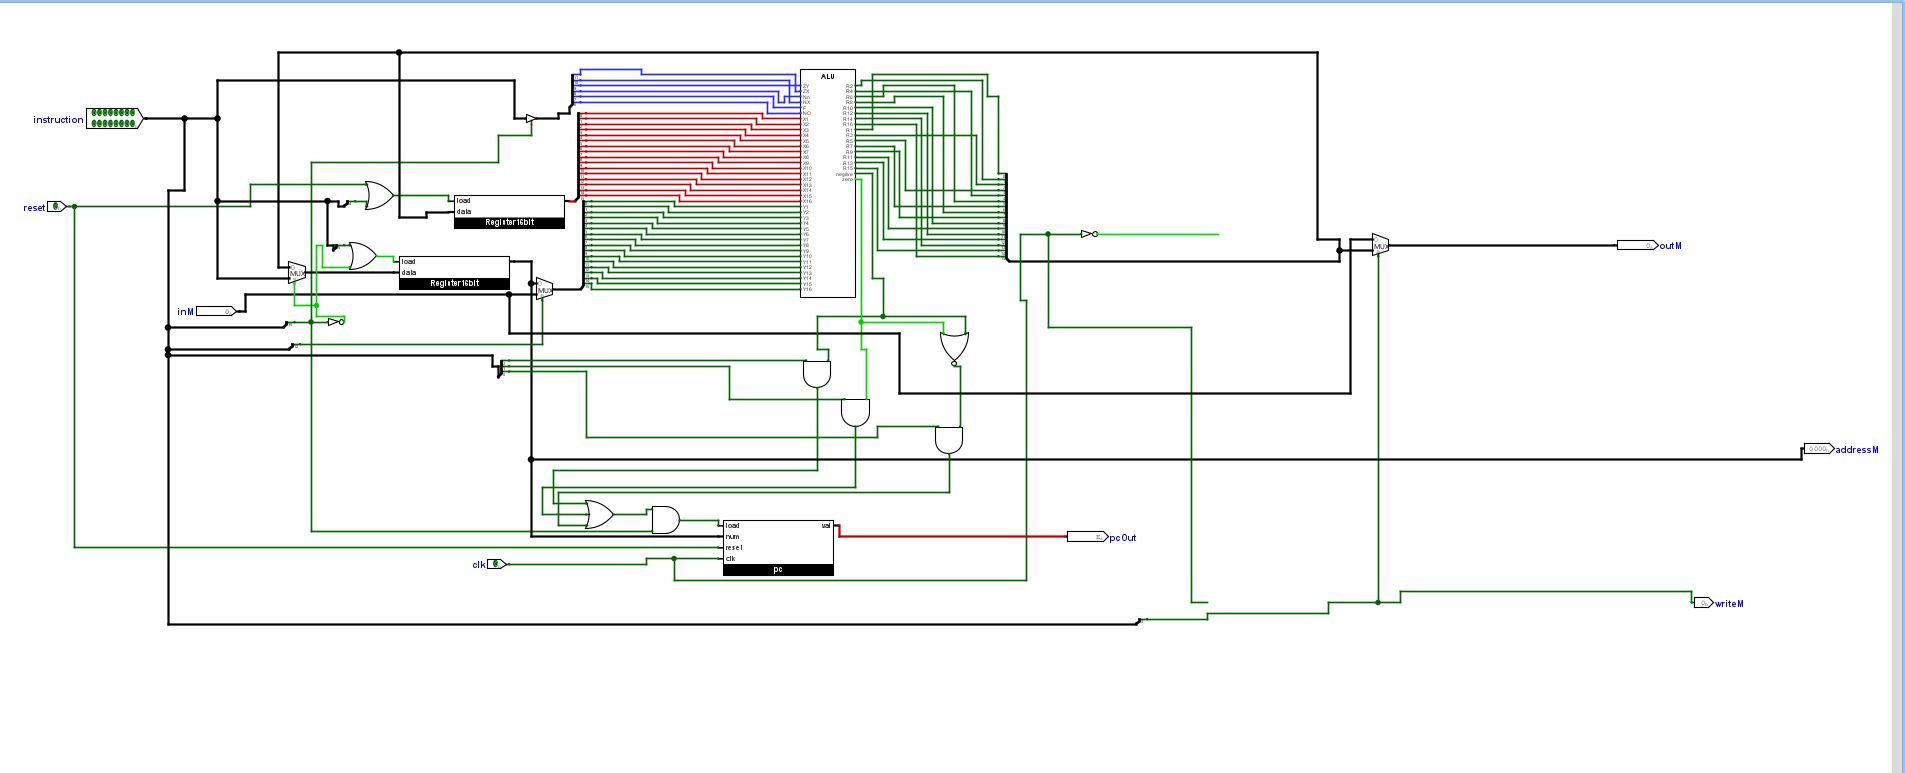 ALU
instruction
reset
load
data
Register16bit
load
data
Register16bit
MUX
MUX
MUX
inM
outM
ZY
ZX
Nn
NX
F
NO
X1
X2
X3
X4
X5
X6
X7
X8
X9
X10
X11
X12
X13
X14
X15
X16
Y1
Y2
Y3
Y4
Y5
Y6
Y7
Y8
Y9
Y10
Y11
Y12
Y13
Y14
Y15
Y16
R2
R4
R6
R8
R10
R12
R14
R16
R1
R3
R5
R7
R9
R11
R13
R15
negitive
zero
addressM
load
val
num
reset
clk
pc
pcOut
clk
writeM